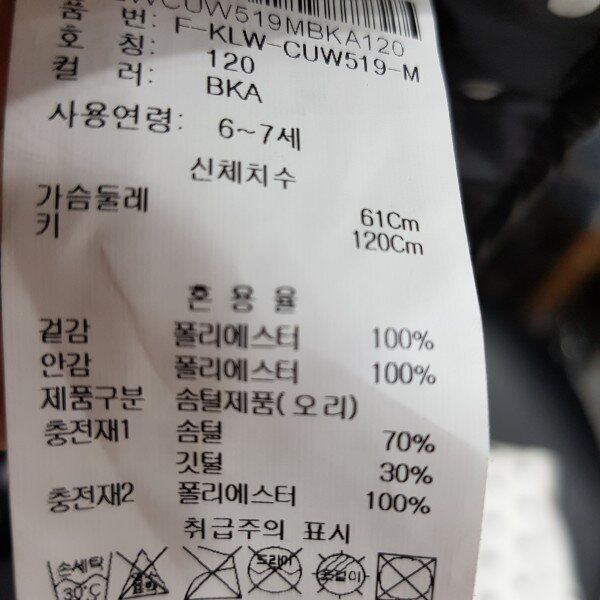 WCUW519MBKA120
품 번: F-KLW-CUW519-M
호 칭: 120
컬 러: BKA
사용연령: 6~7세
신체치수
가슴둘레 61Cm
키 120Cm
혼 용 율
겉감 폴리에스터 100%
안감 폴리에스터 100%
제품구분 솜털제품(오리)
충전재1 솜털 70%
깃털 30%
충전재2 폴리에스터 100%
취급주의 표시
손세탁 드라이
30°C